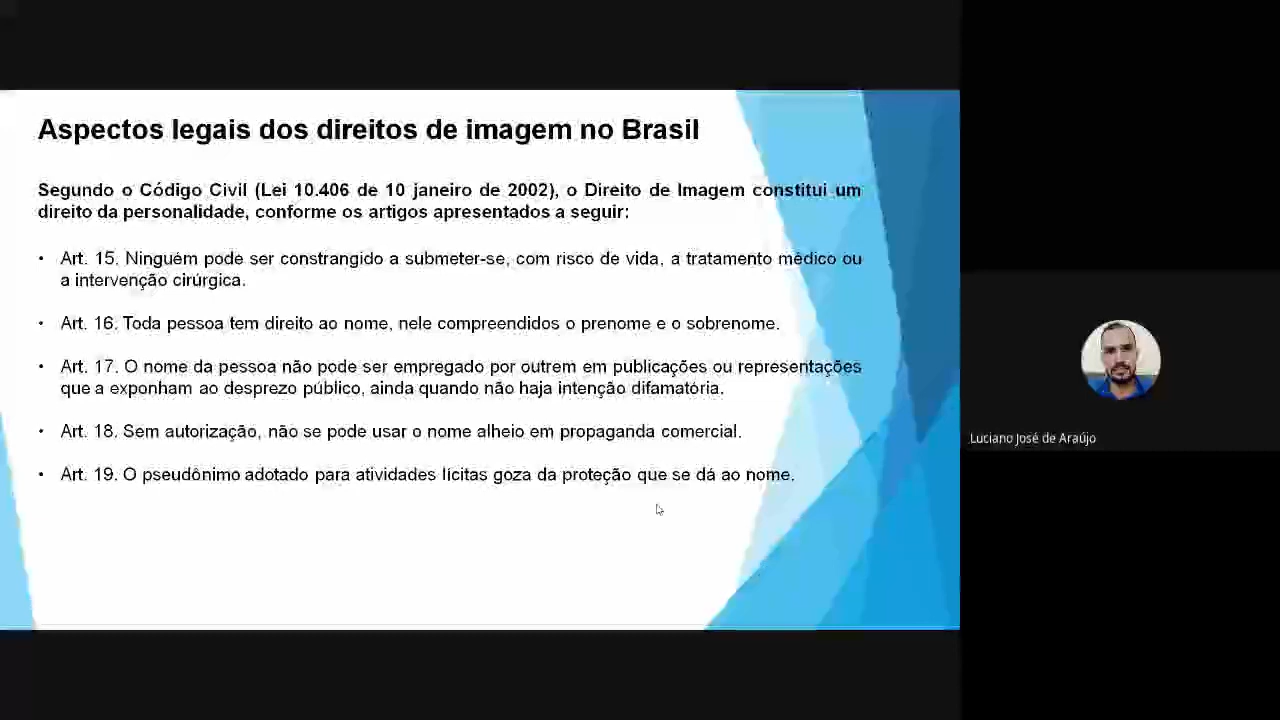 Aspectos legais dos direitos de imagem no Brasil
Segundo o Código Civil (Lei 10.406 de 10 janeiro de 2002), o Direito de Imagem constitui um
direito da personalidade, conforme os artigos apresentados a seguir:
• Art. 15. Ninguém pode ser constrangido a submeter-se, com risco de vida, a tratamento médico ou
a intervenção cirúrgica.
• Art. 16. Toda pessoa tem direito ao nome, nele compreendidos o prenome e o sobrenome.
• Art. 17. O nome da pessoa não pode ser empregado por outrem em publicações ou representações
que a exponham ao desprezo público, ainda quando não haja intenção difamatória.
• Art. 18. Sem autorização, não se pode usar o nome alheio em propaganda comercial.
• Art. 19. O pseudônimo adotado para atividades lícitas goza da proteção que se dá ao nome.
Luciano José de Araújo